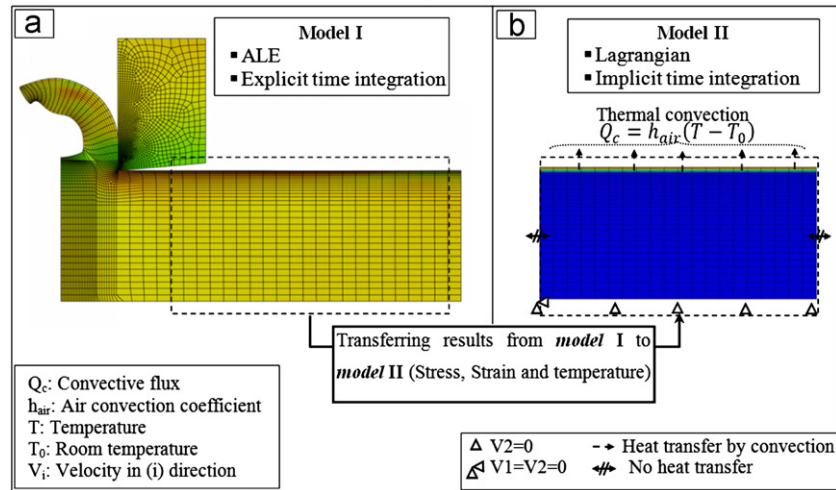 a
Model I
▪ ALE
▪ Explicit time integration
b
Model II
▪ Lagrangian
▪ Implicit time integration
Thermal convection
Q_c = h_air(T − T_0)
Transferring results from model I to
model II (Stress, Strain and temperature)
Q_c: Convective flux
h_air: Air convection coefficient
T: Temperature
T_0: Room temperature
V_i: Velocity in (i) direction
V2=0
Heat transfer by convection
V1=V2=0
No heat transfer